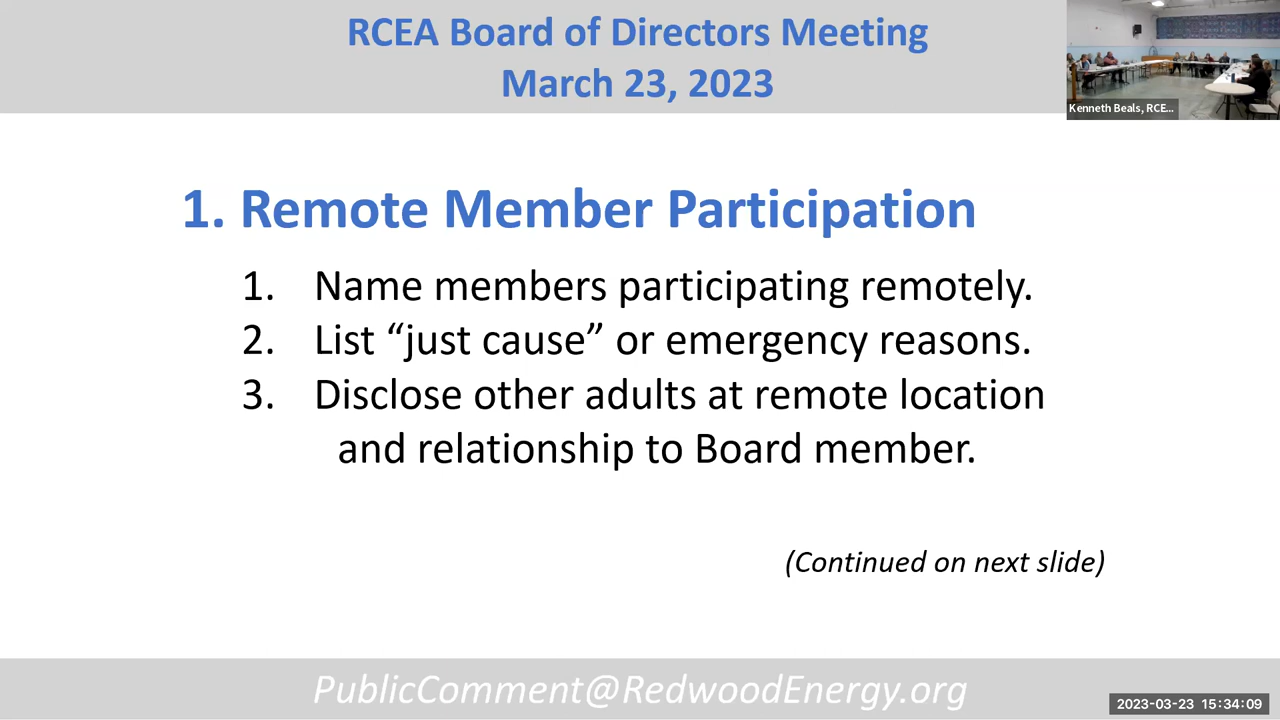 RCEA Board of Directors Meeting
March 23, 2023
Kenneth Beals, RCE...
1. Remote Member Participation
1. Name members participating remotely.
2. List “just cause” or emergency reasons.
3. Disclose other adults at remote location
and relationship to Board member.
(Continued on next slide)
PublicComment@RedwoodEnergy.org
2023-03-23 15:34:09